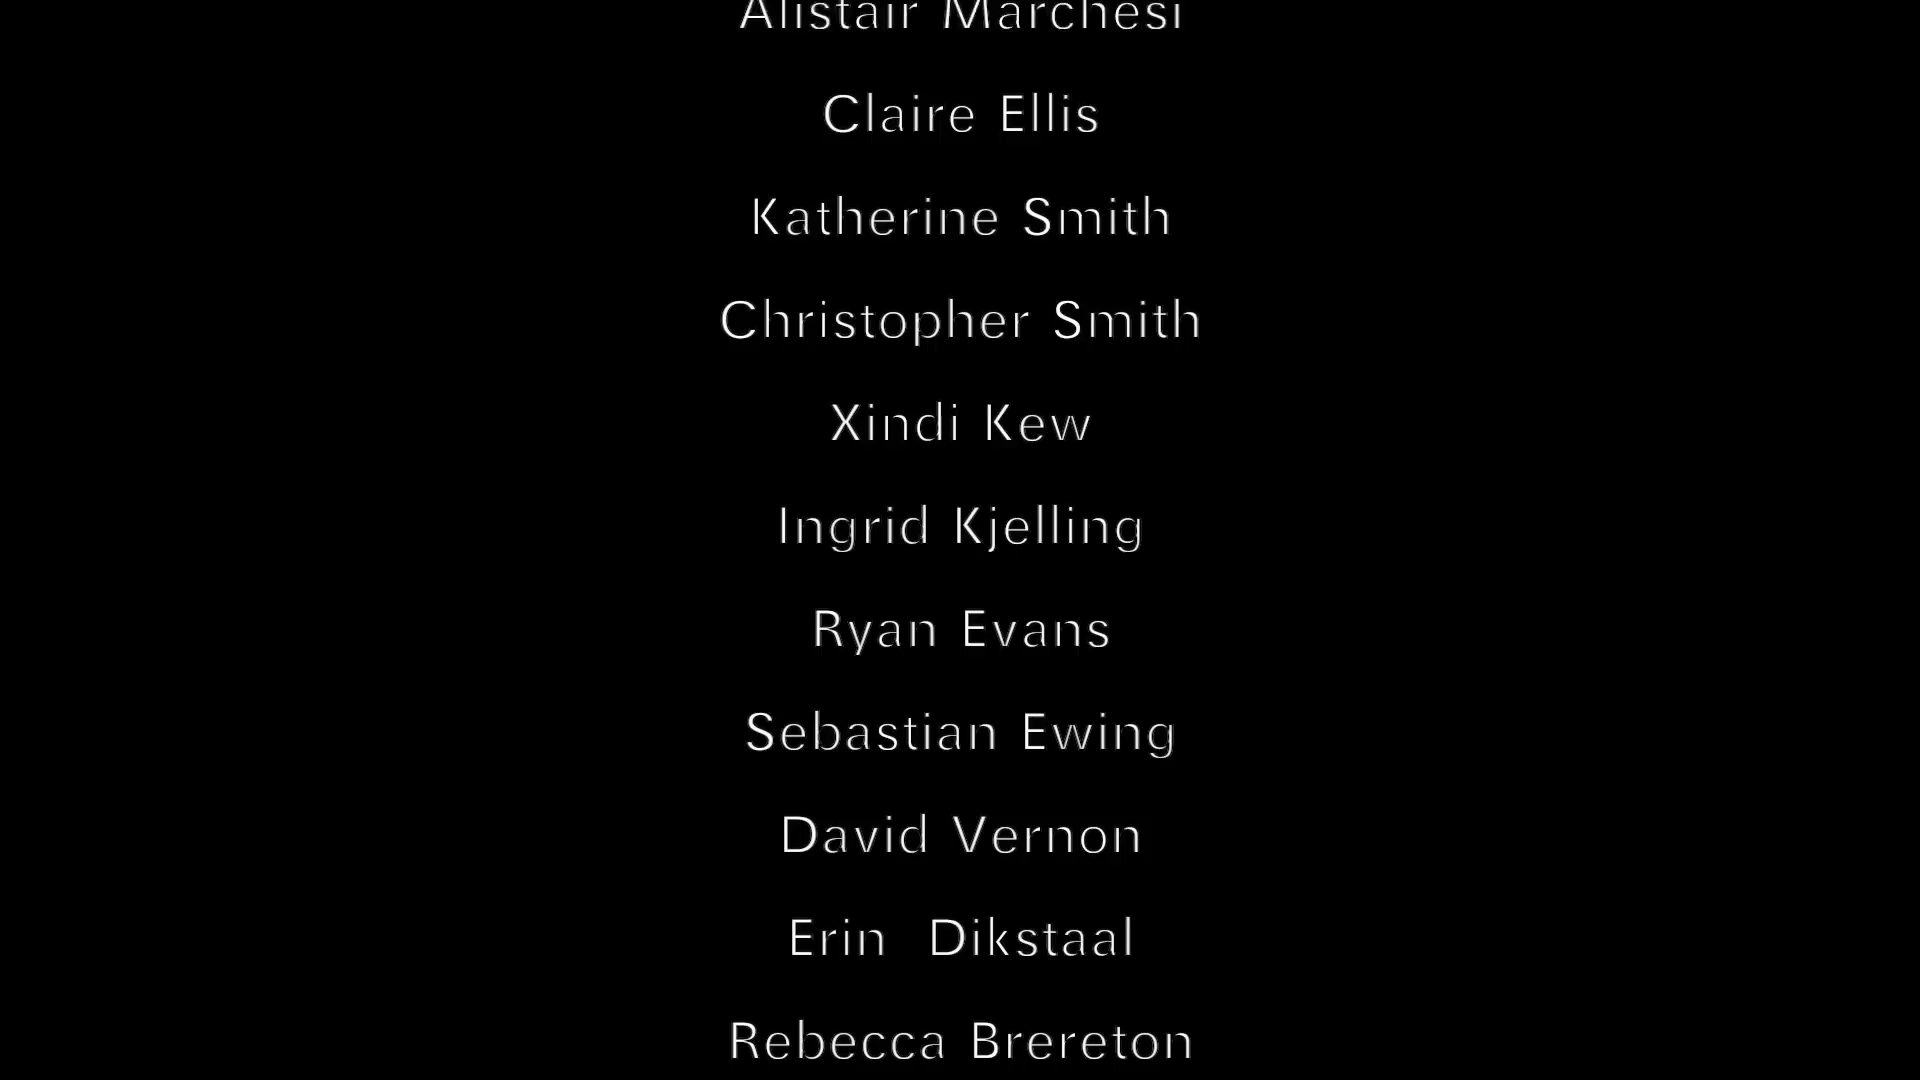 Alistair Marchesi
Claire Ellis
Katherine Smith
Christopher Smith
Xindi Kew
Ingrid Kjelling
Ryan Evans
Sebastian Ewing
David Vernon
Erin  Dikstaal
Rebecca Brereton